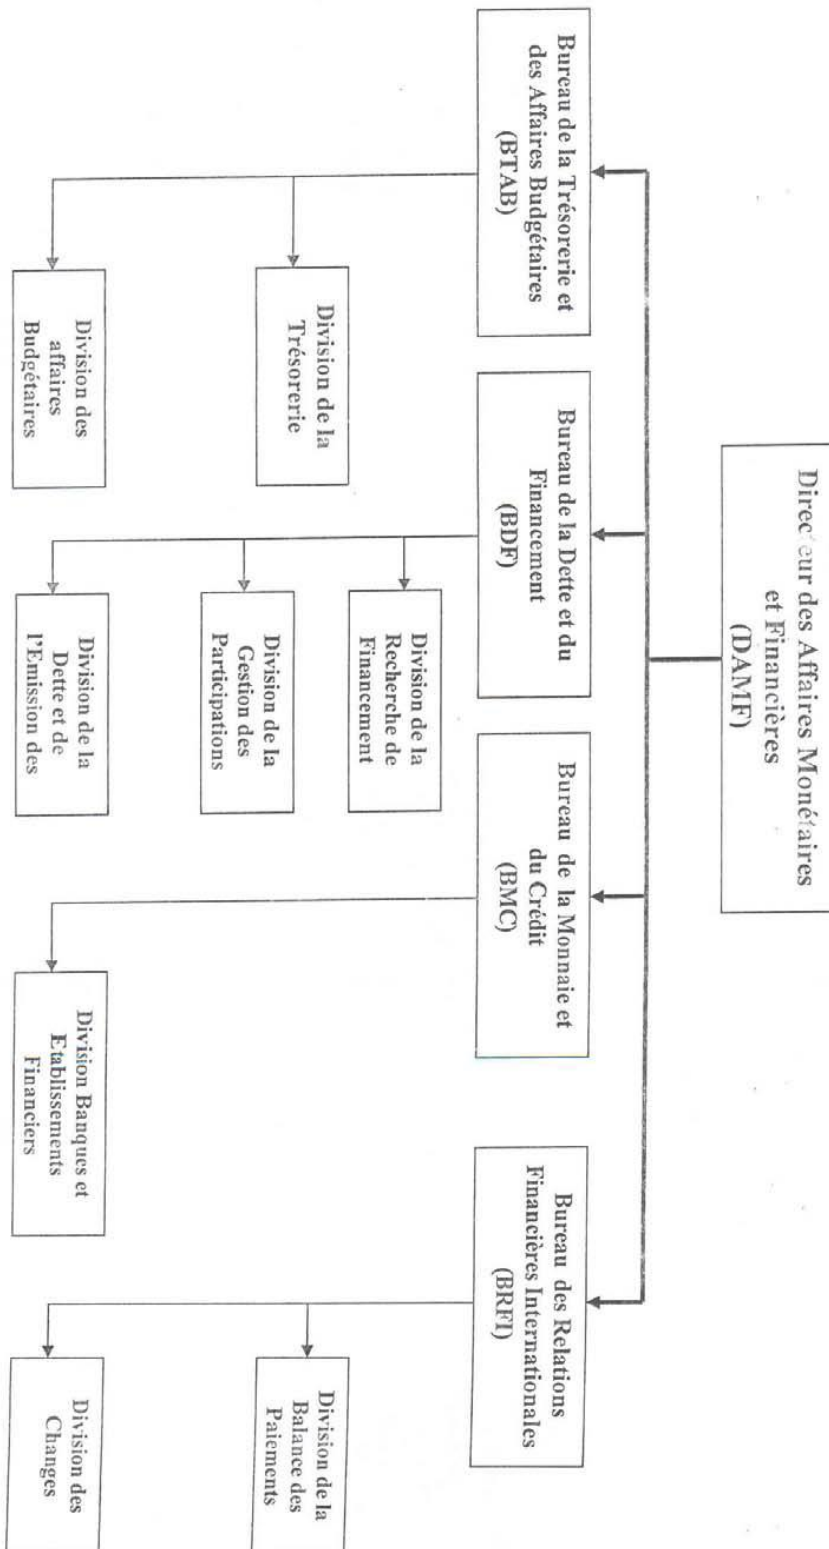 Directeur des Affaires Monétaires
et Financières
(DAMF)
Bureau de la Trésorerie et
des Affaires Budgétaires
(BTAB)
Bureau de la Dette et du
Financement
(BDF)
Bureau de la Monnaie et
du Crédit
(BMC)
Bureau des Relations
Financières Internationales
(BRFI)
Division de la
Trésorerie
Division des
affaires
Budgétaires
Division de la
Recherche de
Financement
Division de la
Gestion des
Participations
Division de la
Dette et de
l'Emission des
Division Banques et
Etablissements
Financiers
Division de la
Balance des
Paiements
Division des
Changes